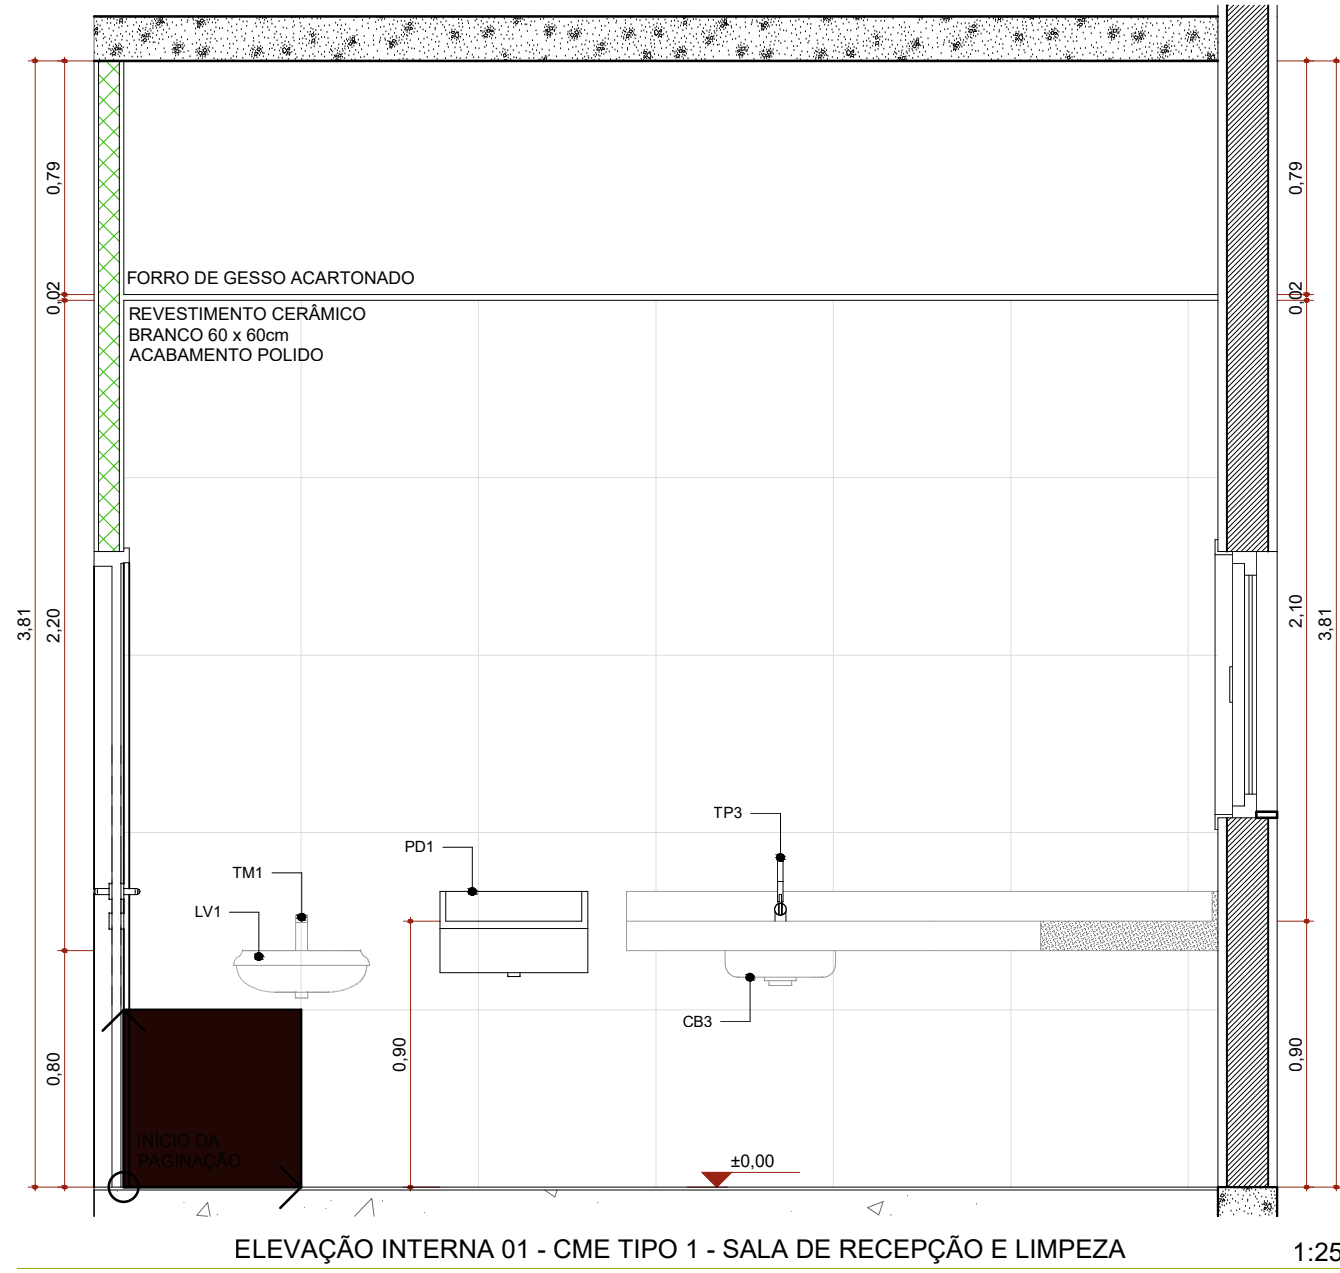 0,79
0,79
FORRO DE GESSO ACARTONADO
0,02
0,02
REVESTIMENTO CERÂMICO
BRANCO 60 x 60cm
ACABAMENTO POLIDO
3,81
2,20
2,10
3,81
TP3
PD1
TM1
LV1
CB3
0,80
0,90
0,90
INÍCIO DA
PAGINAÇÃO
±0,00
ELEVAÇÃO INTERNA 01 - CME TIPO 1 - SALA DE RECEPÇÃO E LIMPEZA
1:25